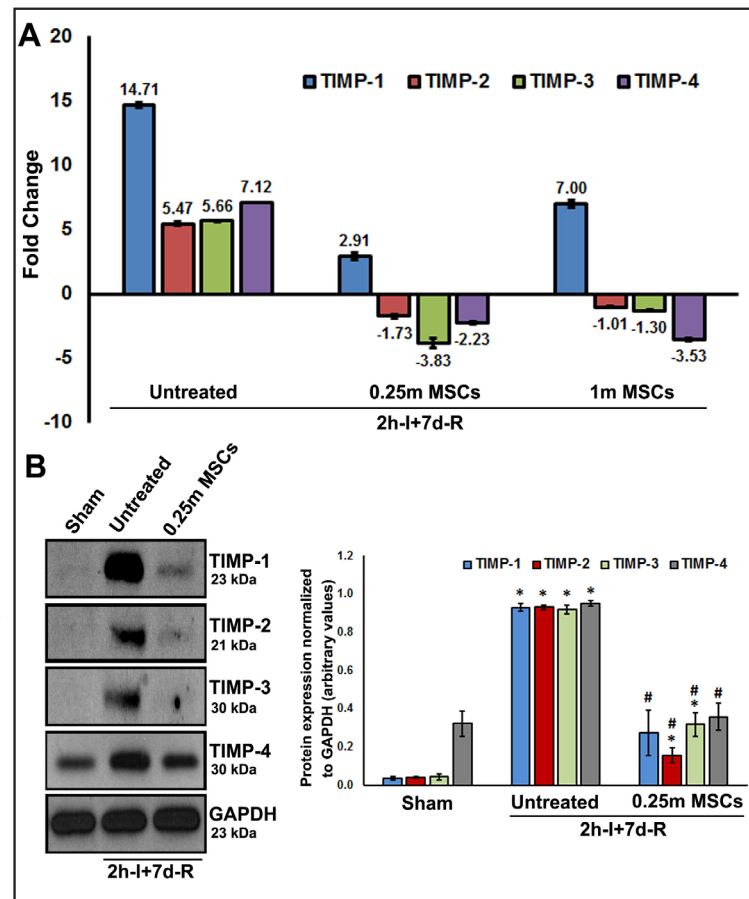 A
20
15
10
5
0
-5
-10
Fold Change
TIMP-1 TIMP-2 TIMP-3 TIMP-4
14.71
5.47 5.66 7.12
2.91
-1.73
-3.83
-2.23
7.00
-1.01 -1.30
-3.53
Untreated 0.25m MSCs 1m MSCs
2h-I+7d-R
B
Sham Untreated 0.25m MSCs
TIMP-1
23 kDa
TIMP-2
21 kDa
TIMP-3
30 kDa
TIMP-4
30 kDa
GAPDH
23 kDa
2h-I+7d-R
Protein expression normalized
to GAPDH (arbitrary values)
1.2
1.0
0.8
0.6
0.4
0.2
0.0
TIMP-1 TIMP-2 TIMP-3 TIMP-4
* * * *
# # # #
* *
Sham Untreated 0.25m MSCs
2h-I+7d-R